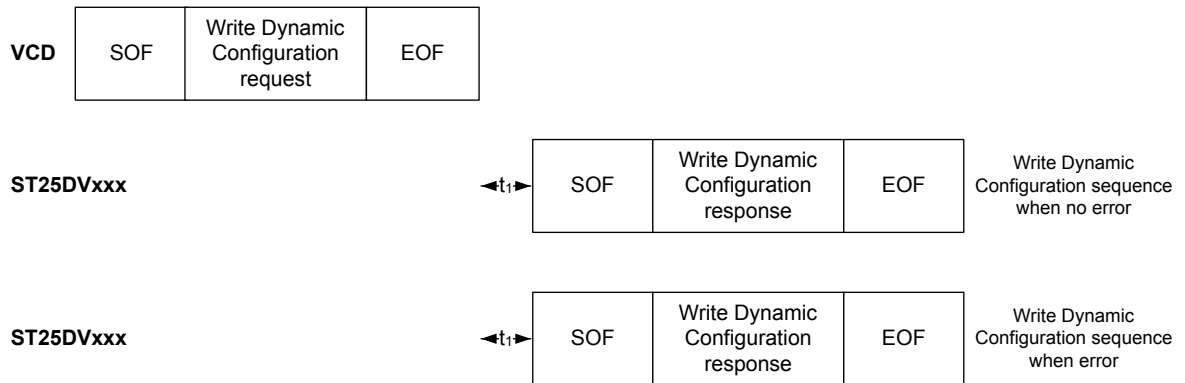 VCD
SOF
Write Dynamic
Configuration
request
EOF
ST25DVxxx
t1
SOF
Write Dynamic
Configuration
response
EOF
Write Dynamic
Configuration sequence
when no error
ST25DVxxx
t1
SOF
Write Dynamic
Configuration
response
EOF
Write Dynamic
Configuration sequence
when error